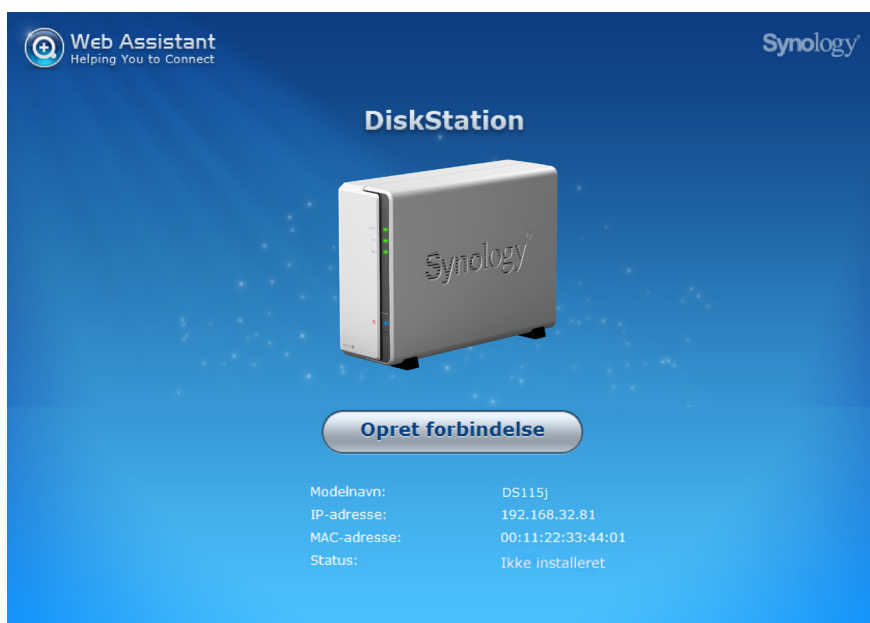 Web Assistant
Helping You to Connect
Synology
DiskStation
Synology
Opret forbindelse
Modelnavn: DS115j
IP-adresse: 192.168.32.81
MAC-adresse: 00:11:22:33:44:01
Status: Ikke installeret